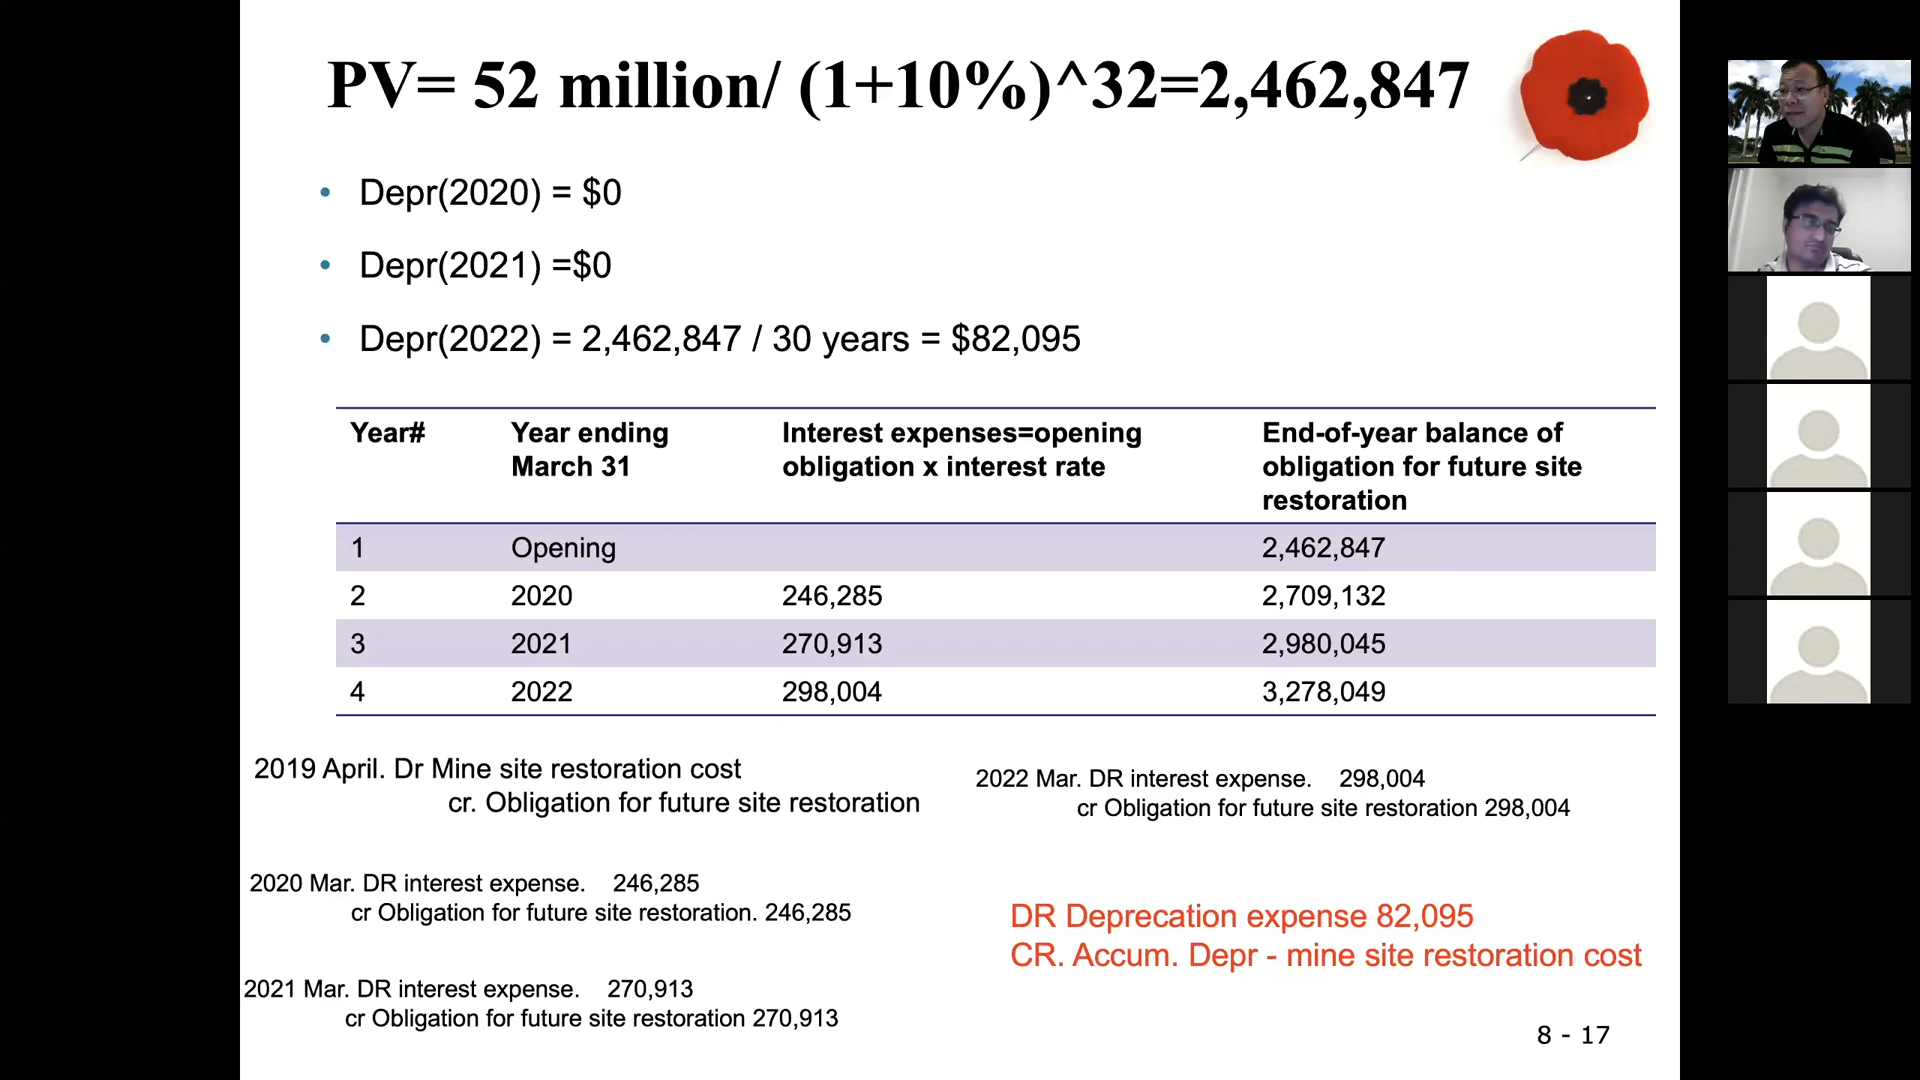 PV= 52 million/ (1+10%)^32=2,462,847
• Depr(2020) = $0
• Depr(2021) =$0
• Depr(2022) = 2,462,847 / 30 years = $82,095
Year# Year ending March 31 Interest expenses=opening obligation x interest rate End-of-year balance of obligation for future site restoration
1 Opening 2,462,847
2 2020 246,285 2,709,132
3 2021 270,913 2,980,045
4 2022 298,004 3,278,049
2019 April. Dr Mine site restoration cost
cr. Obligation for future site restoration
2020 Mar. DR interest expense. 246,285
cr Obligation for future site restoration. 246,285
2021 Mar. DR interest expense. 270,913
cr Obligation for future site restoration 270,913
2022 Mar. DR interest expense. 298,004
cr Obligation for future site restoration 298,004
DR Deprecation expense 82,095
CR. Accum. Depr - mine site restoration cost
8 - 17